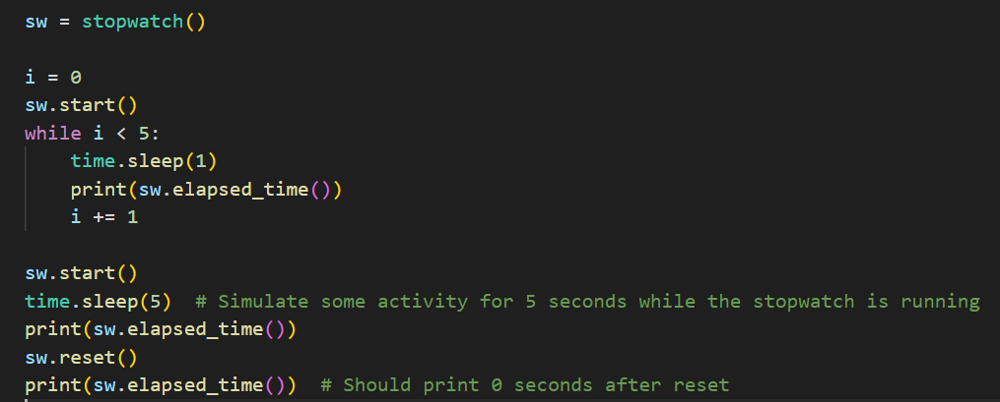 sw = stopwatch()
i = 0
sw.start()
while i < 5:
    time.sleep(1)
    print(sw.elapsed_time())
    i += 1
sw.start()
time.sleep(5)  # Simulate some activity for 5 seconds while the stopwatch is running
print(sw.elapsed_time())
sw.reset()
print(sw.elapsed_time())  # Should print 0 seconds after reset